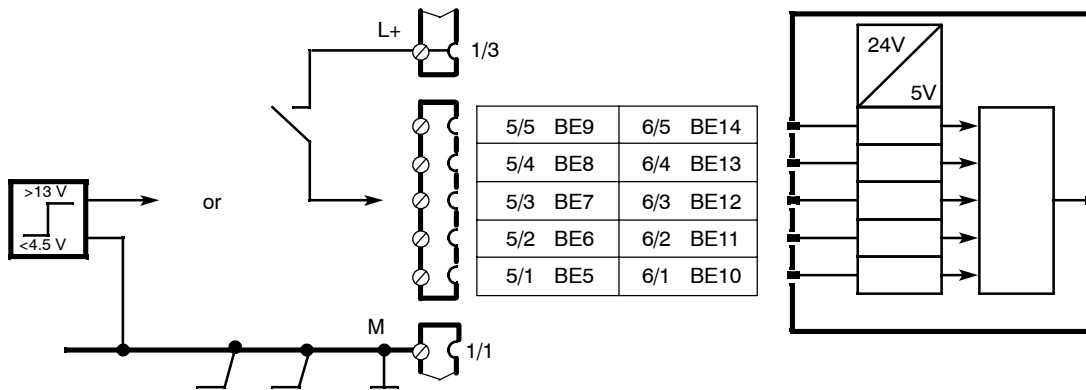 L+
1/3
24V
5V
5/5 BE9 6/5 BE14
5/4 BE8 6/4 BE13
5/3 BE7 6/3 BE12
5/2 BE6 6/2 BE11
5/1 BE5 6/1 BE10
>13 V
<4.5 V
or
M
1/1